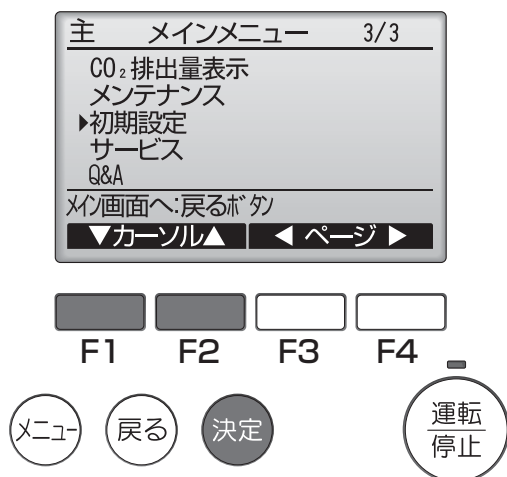 主 メインメニュー 3/3
CO₂排出量表示
メンテナンス
▶初期設定
サービス
Q&A
メイン画面へ:戻るボタン
▼カーソル▲ ◀ ページ ▶
F1 F2 F3 F4
メニュー 戻る 決定 運転
停止